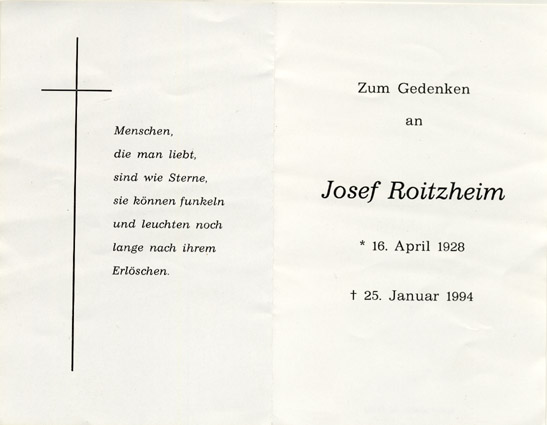 Menschen,
die man liebt,
sind wie Sterne,
sie können funkeln
und leuchten noch
lange nach ihrem
Erlöschen.
Zum Gedenken
an
Josef Roitzheim
* 16. April 1928
† 25. Januar 1994